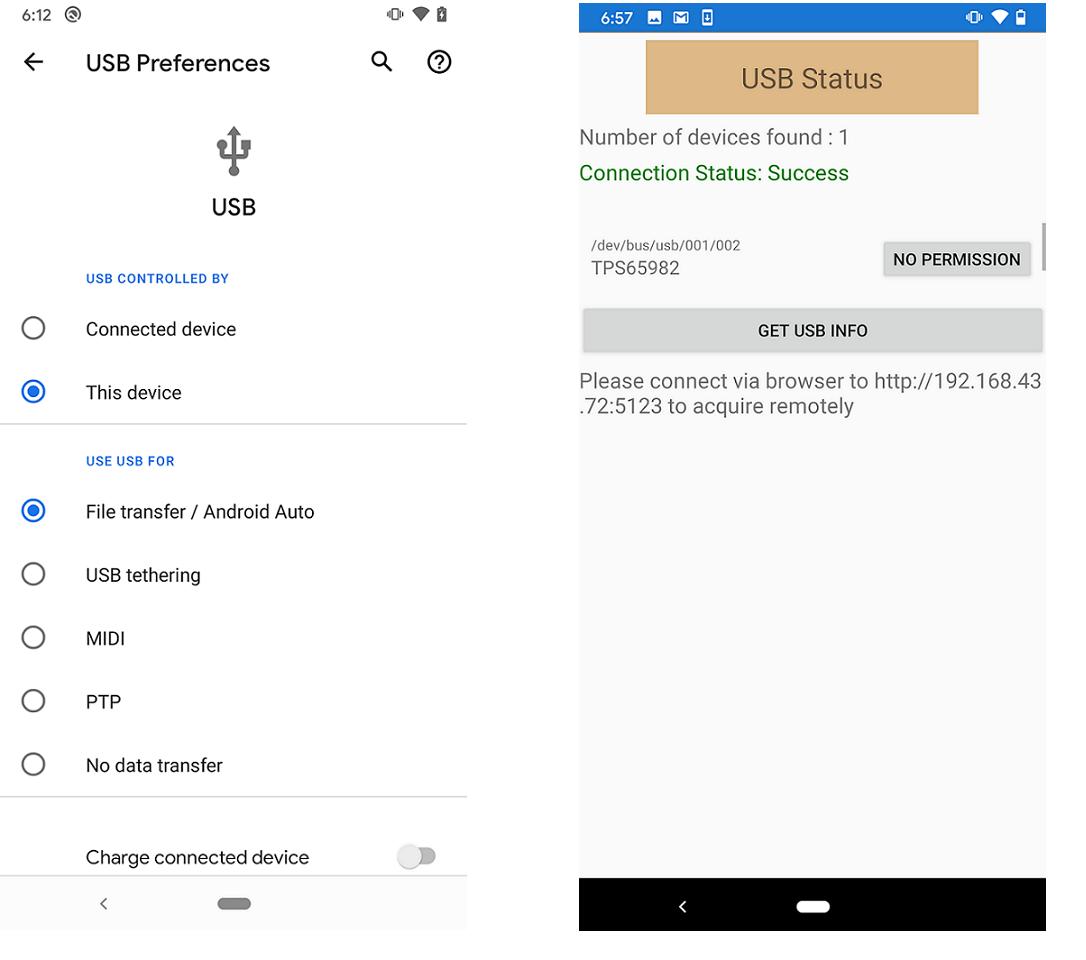 6:12
USB Preferences
USB
USB CONTROLLED BY
Connected device
This device
USE USB FOR
File transfer / Android Auto
USB tethering
MIDI
PTP
No data transfer
Charge connected device
6:57
USB Status
Number of devices found : 1
Connection Status: Success
/dev/bus/usb/001/002
TPS65982
NO PERMISSION
GET USB INFO
Please connect via browser to http://192.168.43
.72:5123 to acquire remotely